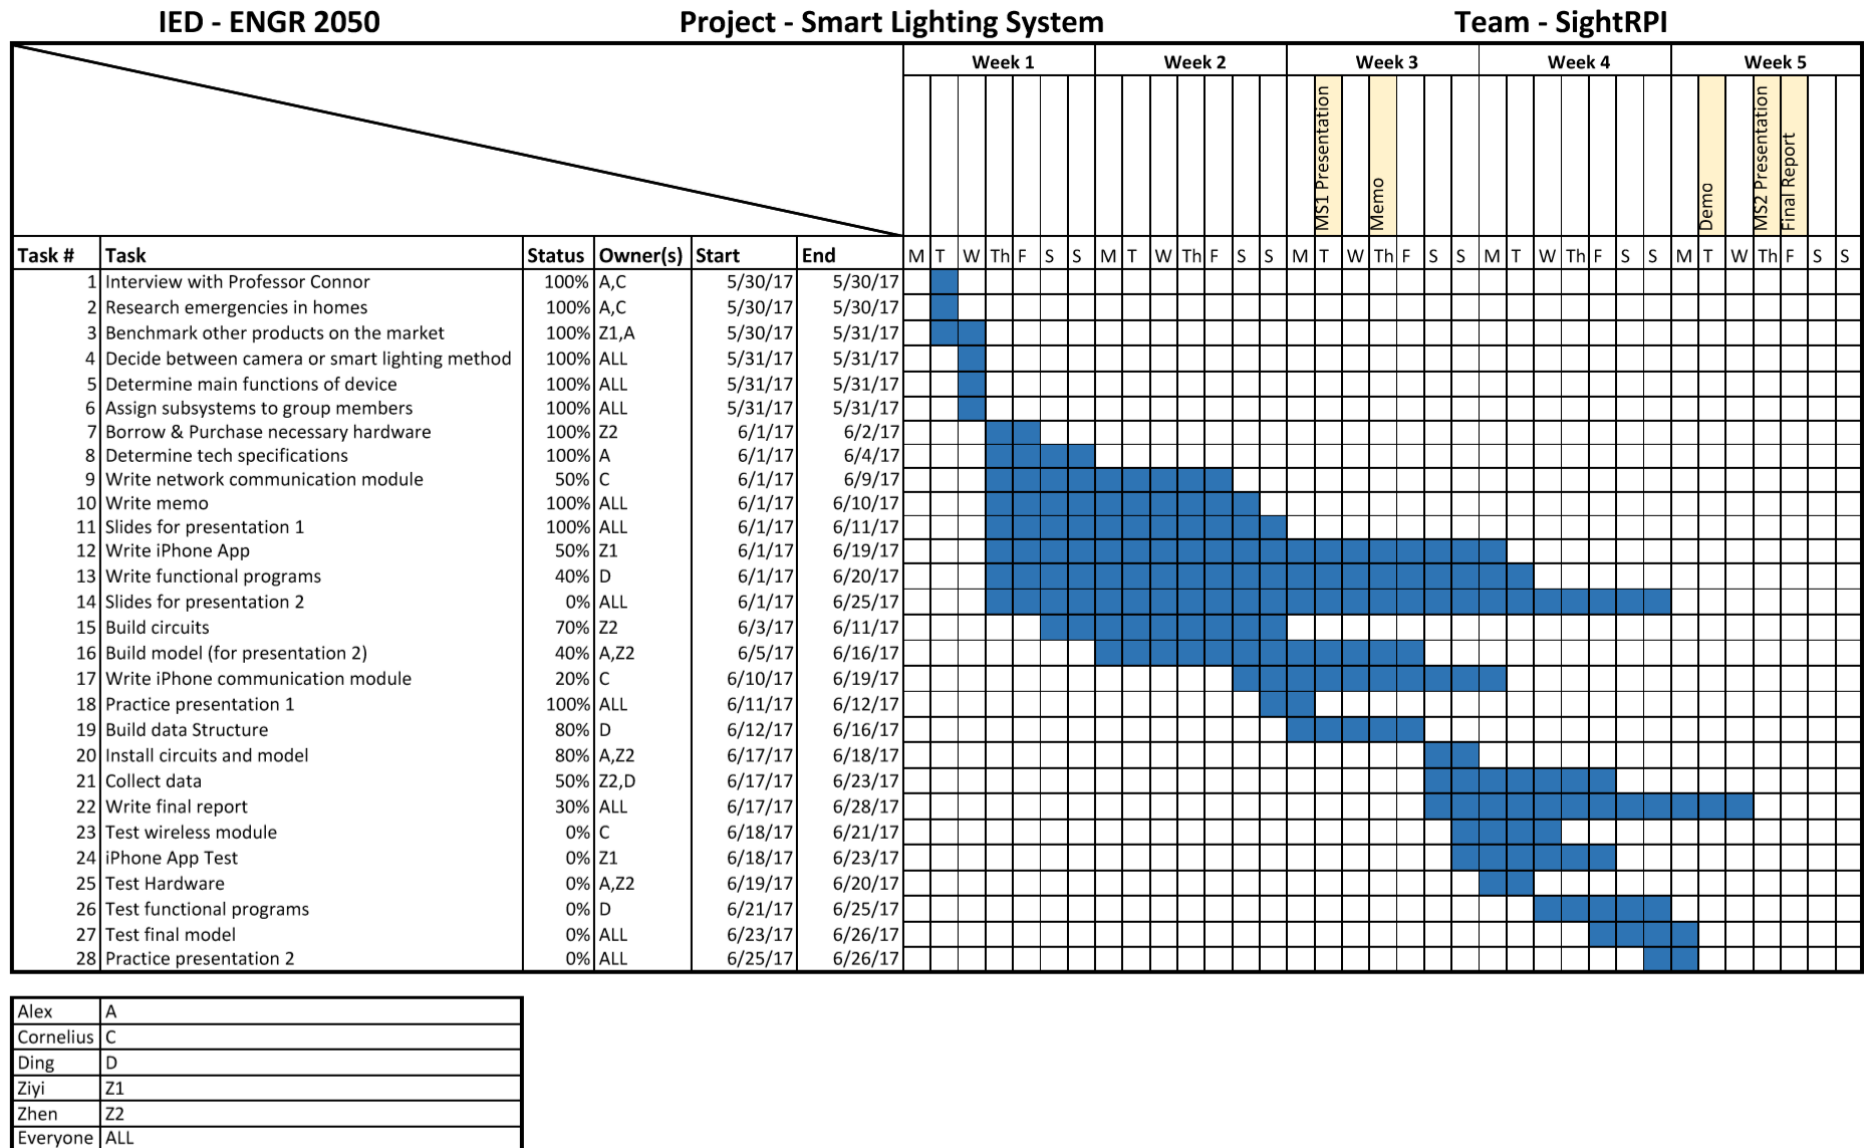 IED - ENGR 2050 Project - Smart Lighting System Team - SightRPI
Week 1 Week 2 Week 3 Week 4 Week 5
MS1 Presentation
Memo
Demo
MS2 Presentation
Final Report
Task # Task Status Owner(s) Start End M T W Th F S S M T W Th F S S M T W Th F S S M T W Th F S S M T W Th F S S
1 Interview with Professor Connor 100% A,C 5/30/17 5/30/17
2 Research emergencies in homes 100% A,C 5/30/17 5/30/17
3 Benchmark other products on the market 100% Z1,A 5/30/17 5/31/17
4 Decide between camera or smart lighting method 100% ALL 5/31/17 5/31/17
5 Determine main functions of device 100% ALL 5/31/17 5/31/17
6 Assign subsystems to group members 100% ALL 5/31/17 5/31/17
7 Borrow & Purchase necessary hardware 100% Z2 6/1/17 6/2/17
8 Determine tech specifications 100% A 6/1/17 6/4/17
9 Write network communication module 50% C 6/1/17 6/9/17
10 Write memo 100% ALL 6/1/17 6/10/17
11 Slides for presentation 1 100% ALL 6/1/17 6/11/17
12 Write iPhone App 50% Z1 6/1/17 6/19/17
13 Write functional programs 40% D 6/1/17 6/20/17
14 Slides for presentation 2 0% ALL 6/1/17 6/25/17
15 Build circuits 70% Z2 6/3/17 6/11/17
16 Build model (for presentation 2) 40% A,Z2 6/5/17 6/16/17
17 Write iPhone communication module 20% C 6/10/17 6/19/17
18 Practice presentation 1 100% ALL 6/11/17 6/12/17
19 Build data Structure 80% D 6/12/17 6/16/17
20 Install circuits and model 80% A,Z2 6/17/17 6/18/17
21 Collect data 50% Z2,D 6/17/17 6/23/17
22 Write final report 30% ALL 6/17/17 6/28/17
23 Test wireless module 0% C 6/18/17 6/21/17
24 iPhone App Test 0% Z1 6/18/17 6/23/17
25 Test Hardware 0% A,Z2 6/19/17 6/20/17
26 Test functional programs 0% D 6/21/17 6/25/17
27 Test final model 0% ALL 6/23/17 6/26/17
28 Practice presentation 2 0% ALL 6/25/17 6/26/17
Alex A
Cornelius C
Ding D
Ziyi Z1
Zhen Z2
Everyone ALL